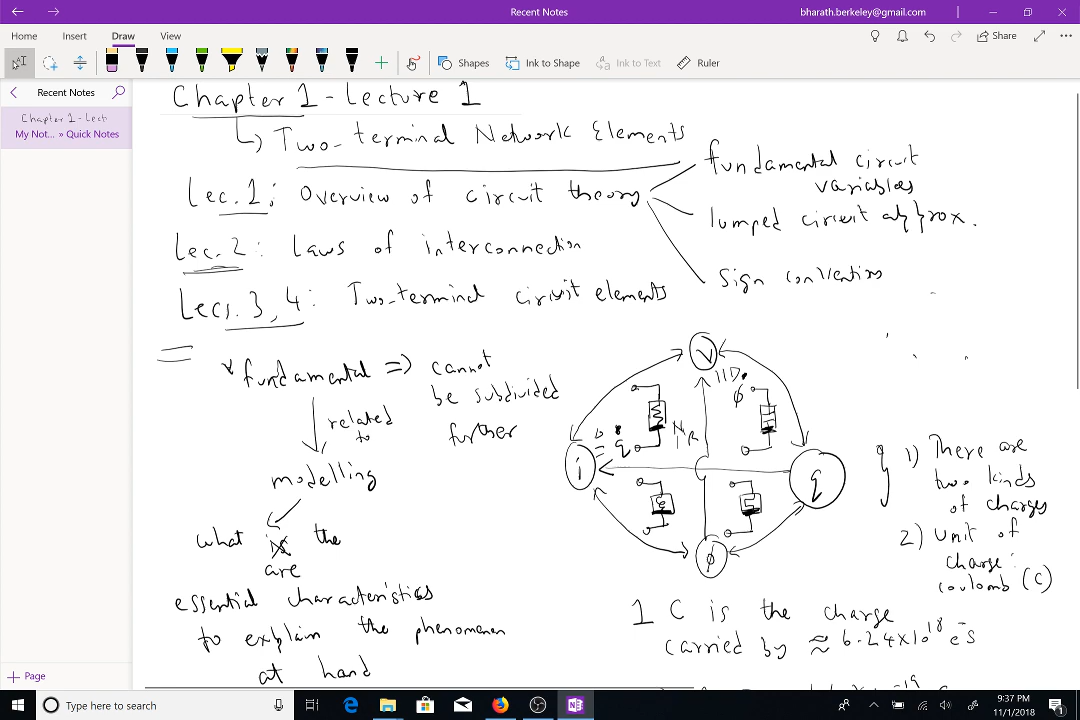 Recent Notes
bharath.berkeley@gmail.com
Home
Insert
Draw
View
Share
Shapes
Ink to Shape
Ink to Text
Ruler
Recent Notes
Chapter 1 - Lect
My Not... » Quick Notes
Chapter 1 - Lecture 1
Two-terminal Network Elements
Lec. 1: Overview of circuit theory
fundamental circuit
variables
lumped circuit approx.
Sign conventions
Lec. 2: Laws of interconnection
Lecs. 3, 4: Two-terminal circuit elements
fundamental => cannot
be subdivided
further
related
to
modelling
what is the
are
essential characteristics
to explain the phenomenon
at hand
v
i
q
φ
1) There are
two kinds
of charges
2) Unit of
charge:
coulomb (C)
1 C is the charge
carried by ≈ 6.24x10^18 e^-s
+ Page
Type here to search
9:37 PM
11/1/2018